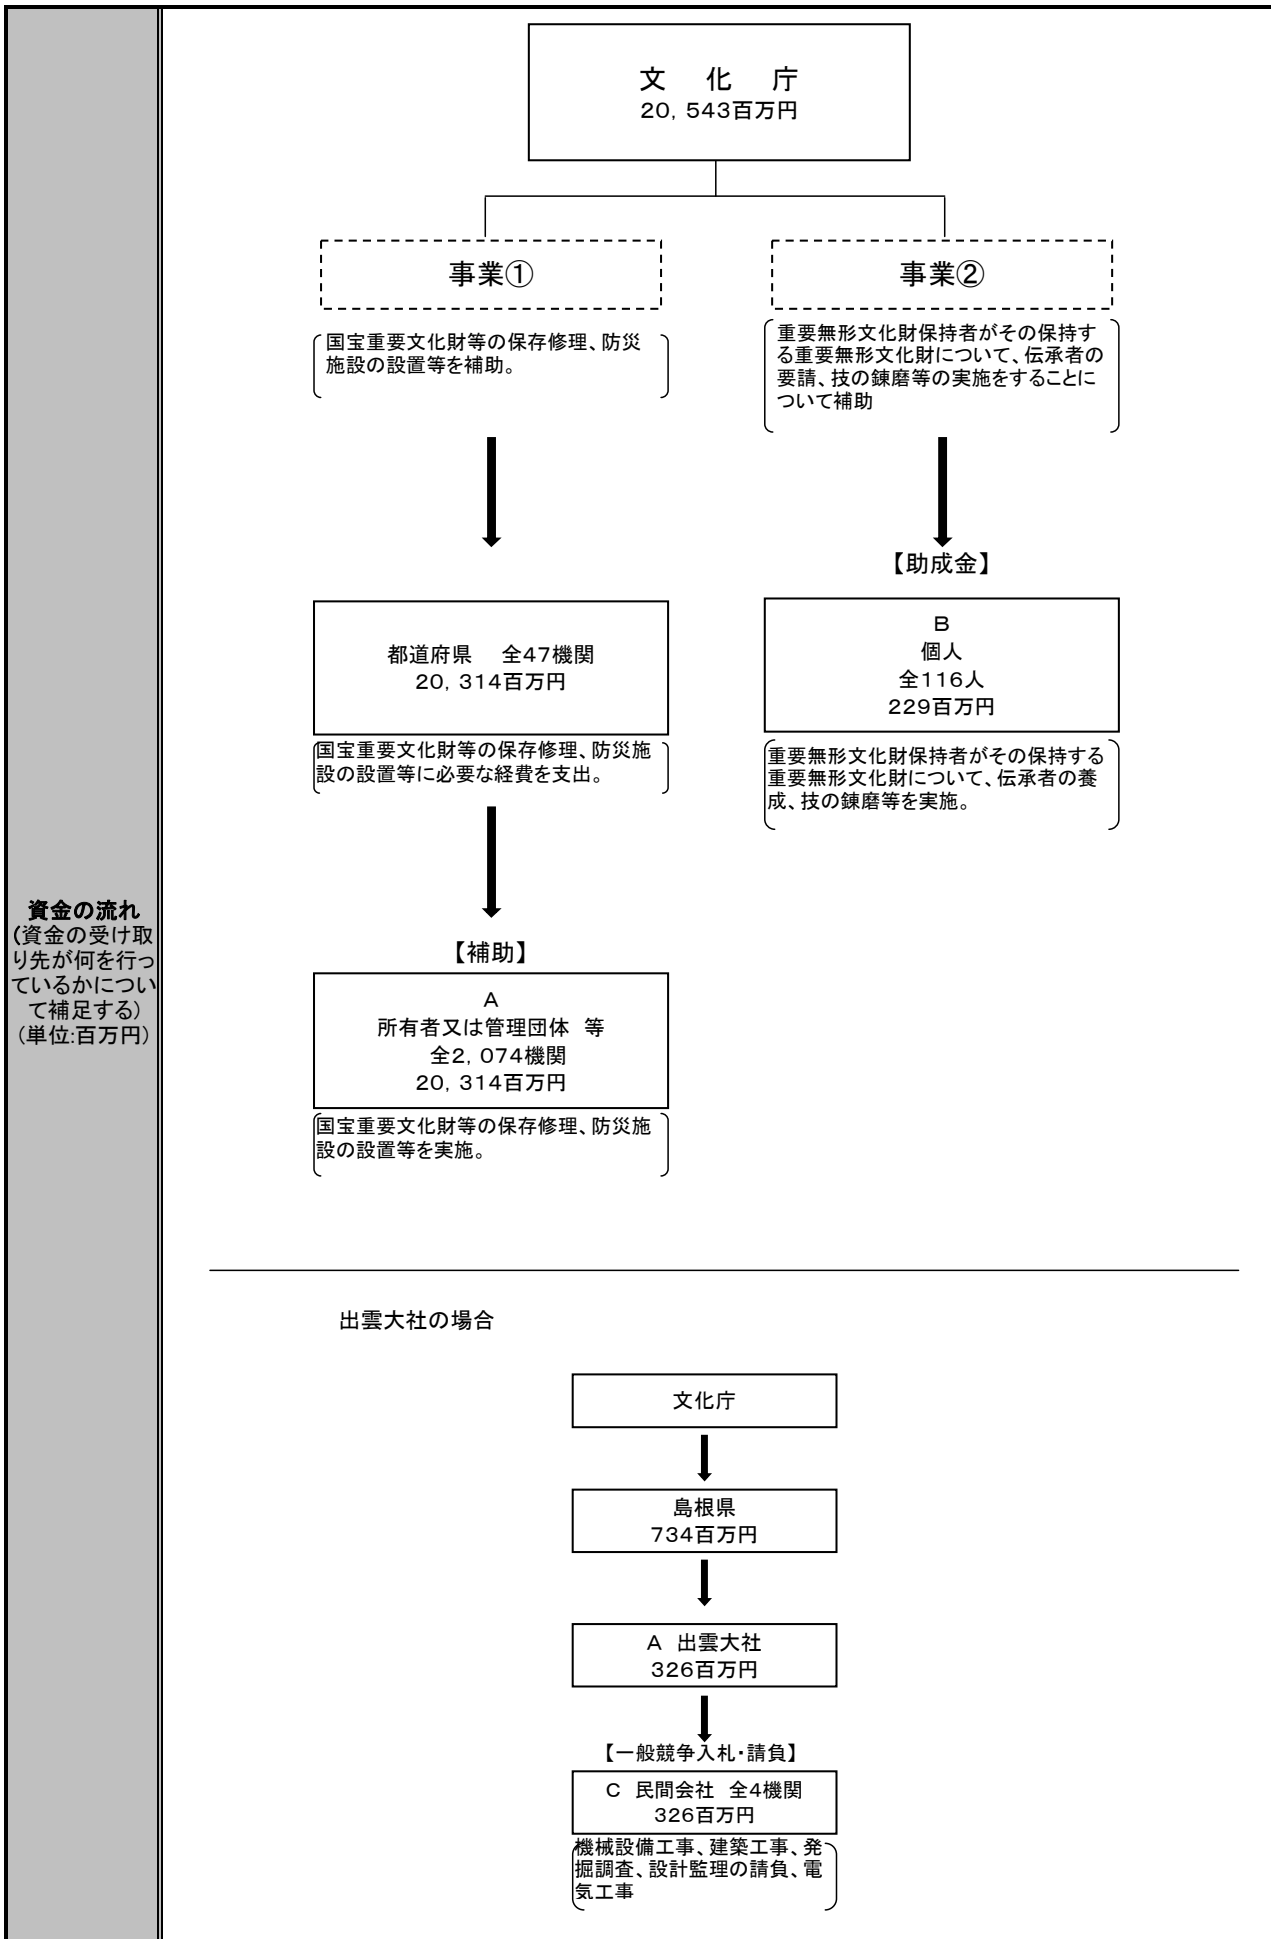 資金の流れ
(資金の受け取
り先が何を行っ
ているかについ
て補足する)
(単位:百万円)
文 化 庁
20,543百万円
事業①
国宝重要文化財等の保存修理、防災
施設の設置等を補助。
都道府県 全47機関
20,314百万円
国宝重要文化財等の保存修理、防災施
設の設置等に必要な経費を支出。
【補助】
A
所有者又は管理団体 等
全2,074機関
20,314百万円
国宝重要文化財等の保存修理、防災施
設の設置等を実施。
事業②
重要無形文化財保持者がその保持す
る重要無形文化財について、伝承者の
要請、技の錬磨等の実施をすることに
ついて補助
【助成金】
B
個人
全116人
229百万円
重要無形文化財保持者がその保持する
重要無形文化財について、伝承者の養
成、技の錬磨等を実施。
出雲大社の場合
文化庁
島根県
734百万円
A 出雲大社
326百万円
【一般競争入札・請負】
C 民間会社 全4機関
326百万円
機械設備工事、建築工事、発
掘調査、設計監理の請負、電
気工事